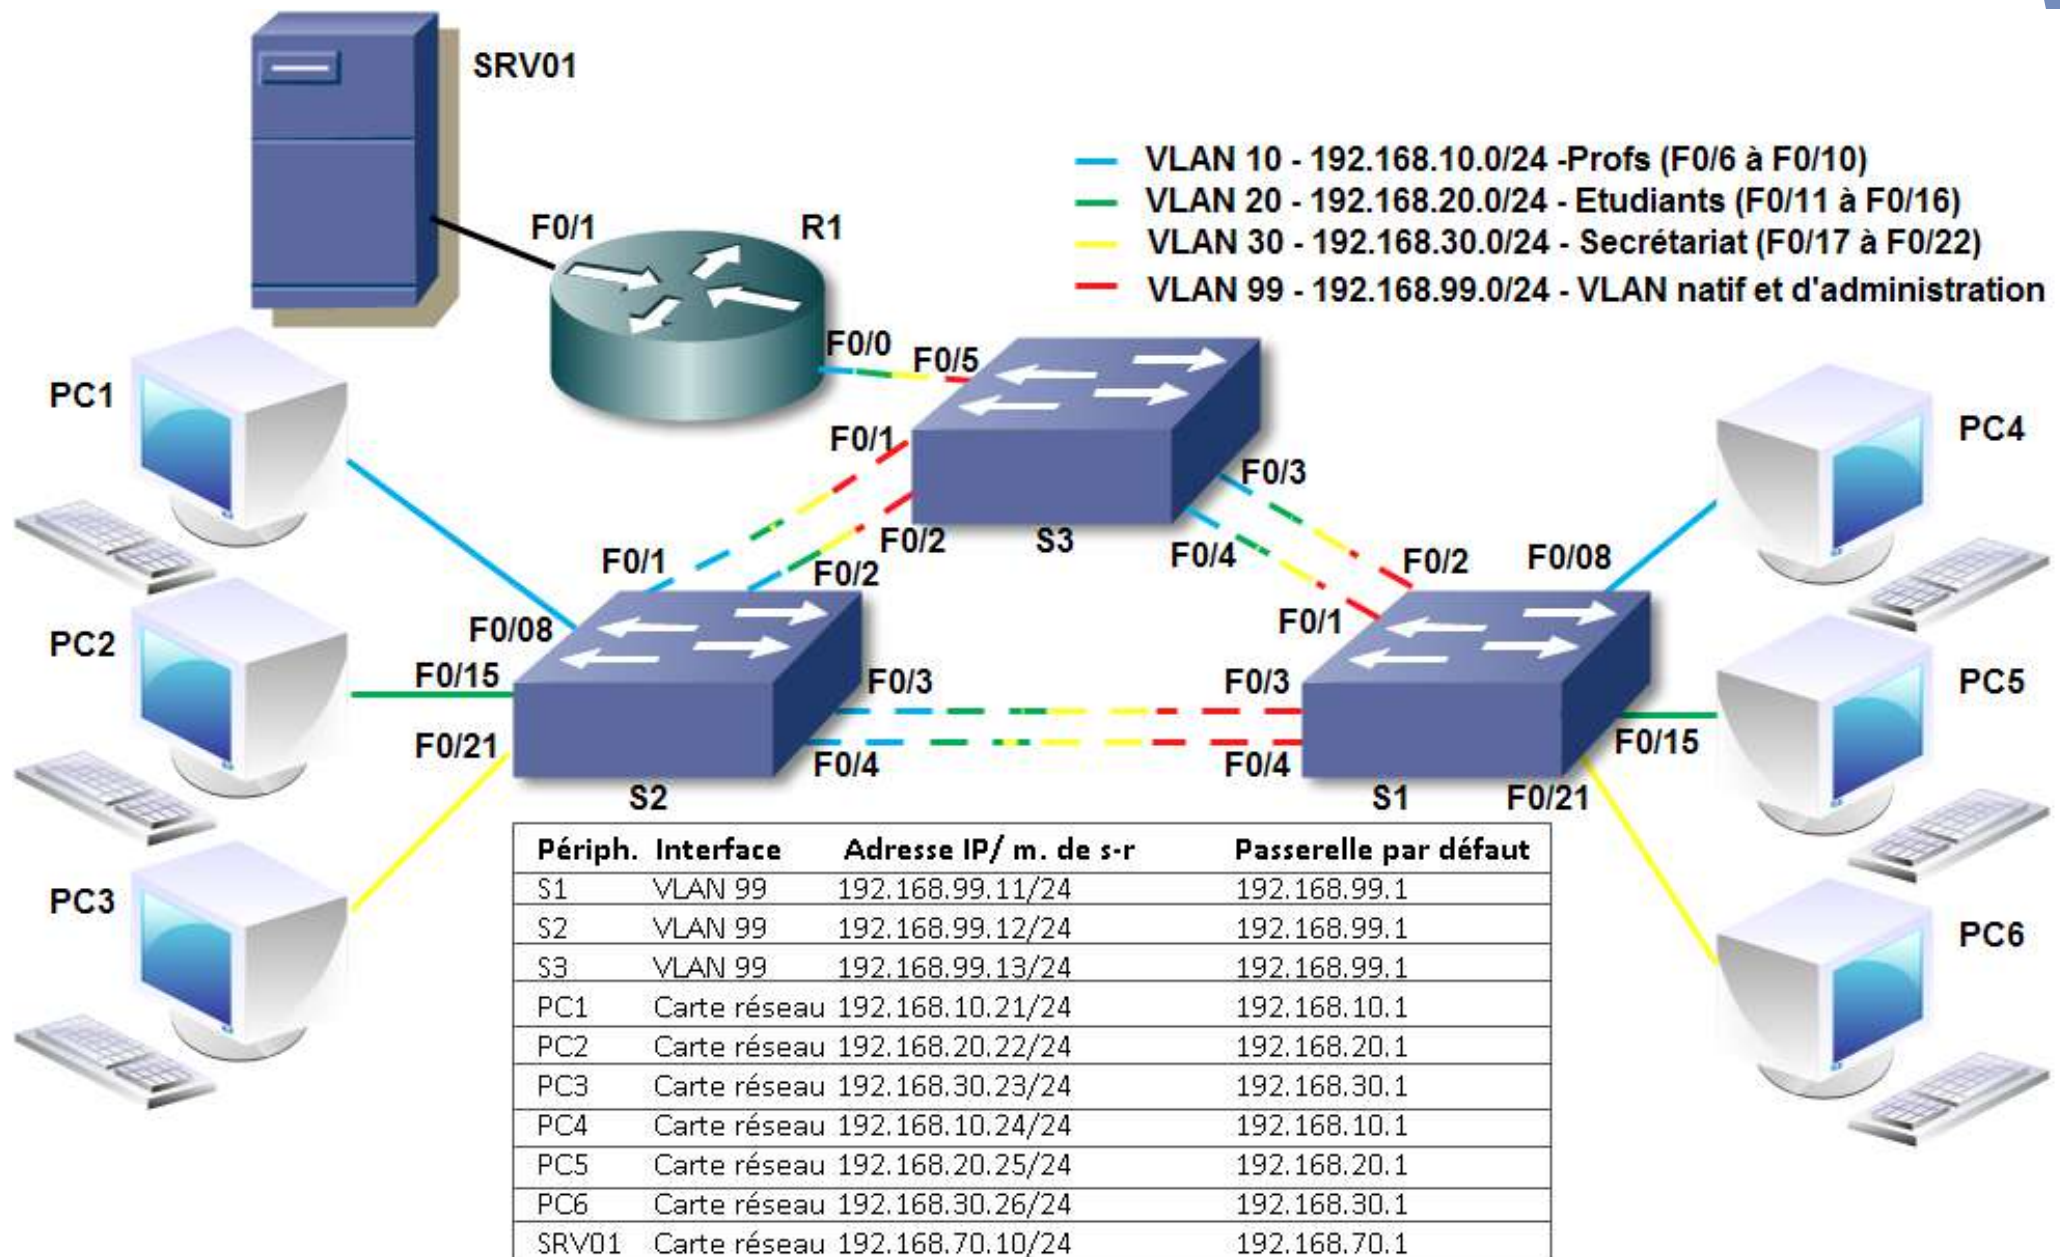 SRV01
VLAN 10 - 192.168.10.0/24 -Profs (F0/6 à F0/10)
VLAN 20 - 192.168.20.0/24 - Etudiants (F0/11 à F0/16)
VLAN 30 - 192.168.30.0/24 - Secrétariat (F0/17 à F0/22)
VLAN 99 - 192.168.99.0/24 - VLAN natif et d'administration
F0/1
R1
F0/0
F0/5
PC1
PC4
F0/1
F0/3
F0/2
S3
F0/4
F0/1
F0/2
F0/2
F0/08
F0/08
F0/1
PC2
F0/15
F0/3
F0/3
PC5
F0/21
F0/4
F0/4
F0/15
S2
S1
F0/21
PC3
PC6
Périph. Interface Adresse IP/ m. de s-r Passerelle par défaut
S1 VLAN 99 192.168.99.11/24 192.168.99.1
S2 VLAN 99 192.168.99.12/24 192.168.99.1
S3 VLAN 99 192.168.99.13/24 192.168.99.1
PC1 Carte réseau 192.168.10.21/24 192.168.10.1
PC2 Carte réseau 192.168.20.22/24 192.168.20.1
PC3 Carte réseau 192.168.30.23/24 192.168.30.1
PC4 Carte réseau 192.168.10.24/24 192.168.10.1
PC5 Carte réseau 192.168.20.25/24 192.168.20.1
PC6 Carte réseau 192.168.30.26/24 192.168.30.1
SRV01 Carte réseau 192.168.70.10/24 192.168.70.1